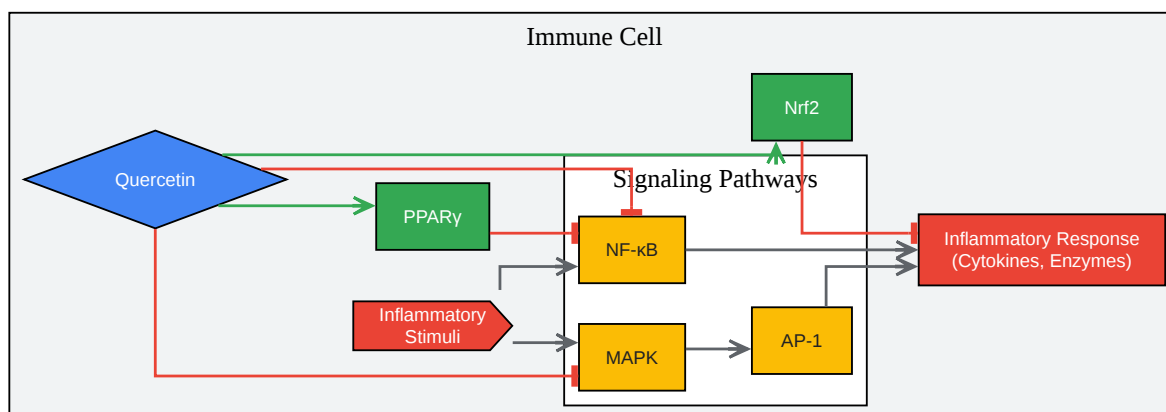 Immune Cell
Nrf2
Quercetin
Signaling Pathways
PPARγ
NF-κB
Inflammatory Response
(Cytokines, Enzymes)
Inflammatory
Stimuli
MAPK
AP-1